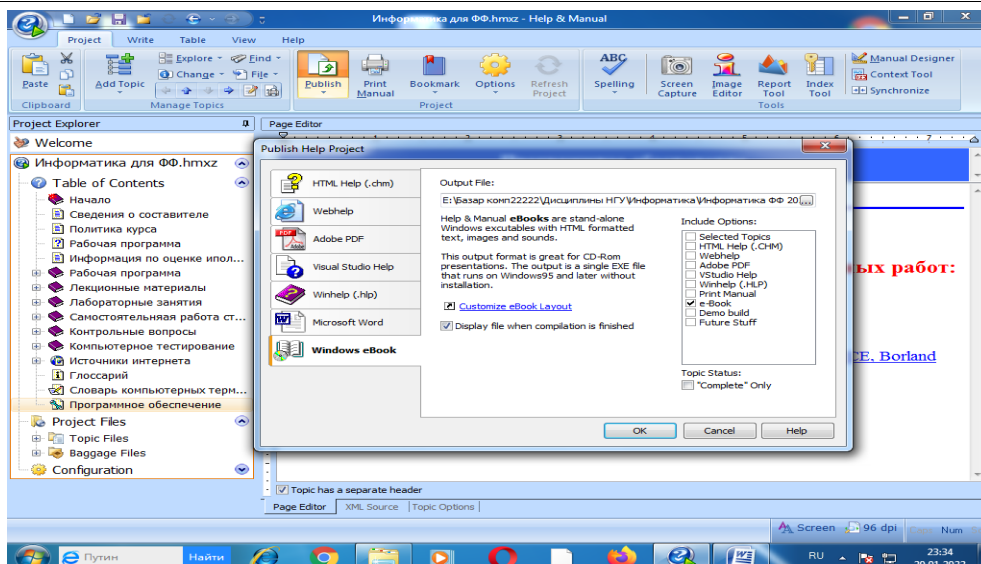 Информатика для ФФ.hmxz - Help & Manual
Project Write Table View Help
Paste
Clipboard
Add Topic
Explore
Change
Find
File
Manage Topics
Publish
Print Manual
Bookmark
Options
Refresh Project
Project
ABC
Spelling
Screen Capture
Image Editor
Report Tool
Index Tool
Tools
Manual Designer
Context Tool
Synchronize
Project Explorer
Welcome
Информатика для ФФ.hmxz
Table of Contents
Начало
Сведения о составителе
Политика курса
Рабочая программа
Информация по оценке ипол...
Рабочая программа
Лекционные материалы
Лабораторные занятия
Самостоятельняая работа ст...
Контрольные вопросы
Компьютерное тестирование
Источники интернета
Глоссарий
Словарь компьютерных терм...
Программное обеспечение
Project Files
Topic Files
Baggage Files
Configuration
Page Editor
ых работ:
CE, Borland
Publish Help Project
HTML Help (.chm)
Webhelp
Adobe PDF
Visual Studio Help
Winhelp (.hlp)
Microsoft Word
Windows eBook
Output File:
E:\Базар комп22222\Дисциплины НГУ\Информатика\Информатика ФФ 20 ...
Help & Manual eBooks are stand-alone
Windows excutables with HTML formatted
text, images and sounds.
This output format is great for CD-Rom
presentations. The output is a single EXE file
that runs on Windows95 and later without
installation.
Customize eBook Layout
Display file when compilation is finished
Include Options:
Selected Topics
HTML Help (.CHM)
Webhelp
Adobe PDF
VStudio Help
Winhelp (.HLP)
Print Manual
e-Book
Demo build
Future Stuff
Topic Status:
"Complete" Only
OK Cancel Help
Topic has a separate header
Page Editor XML Source Topic Options
Screen 96 dpi Num
Путин Найти
RU 23:34